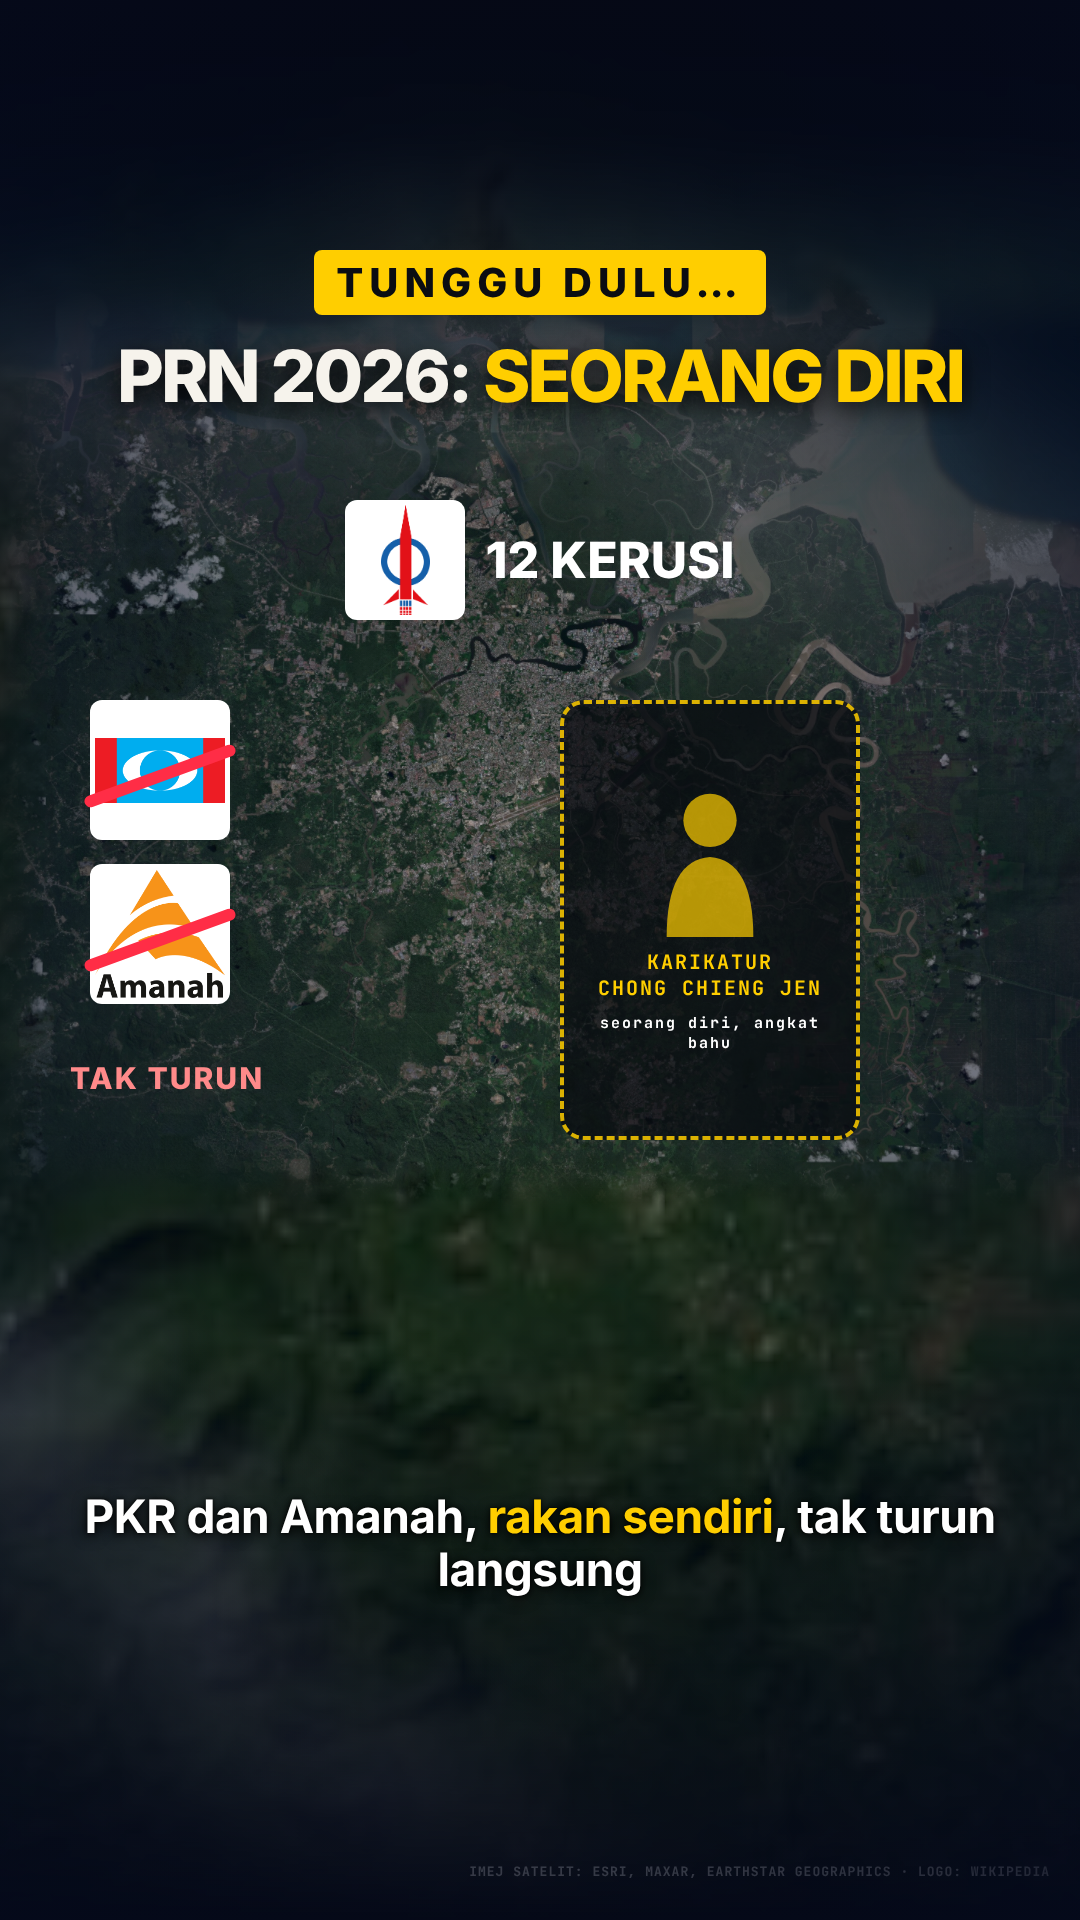 TUNGGU DULU...
PRN 2026: SEORANG DIRI
12 KERUSI
Amanah
TAK TURUN
KARIKATUR
CHONG CHIENG JEN
seorang diri, angkat
bahu
PKR dan Amanah, rakan sendiri, tak turun
langsung
IMEJ SATELIT: ESRI, MAXAR, EARTHSTAR GEOGRAPHICS · LOGO: WIKIPEDIA